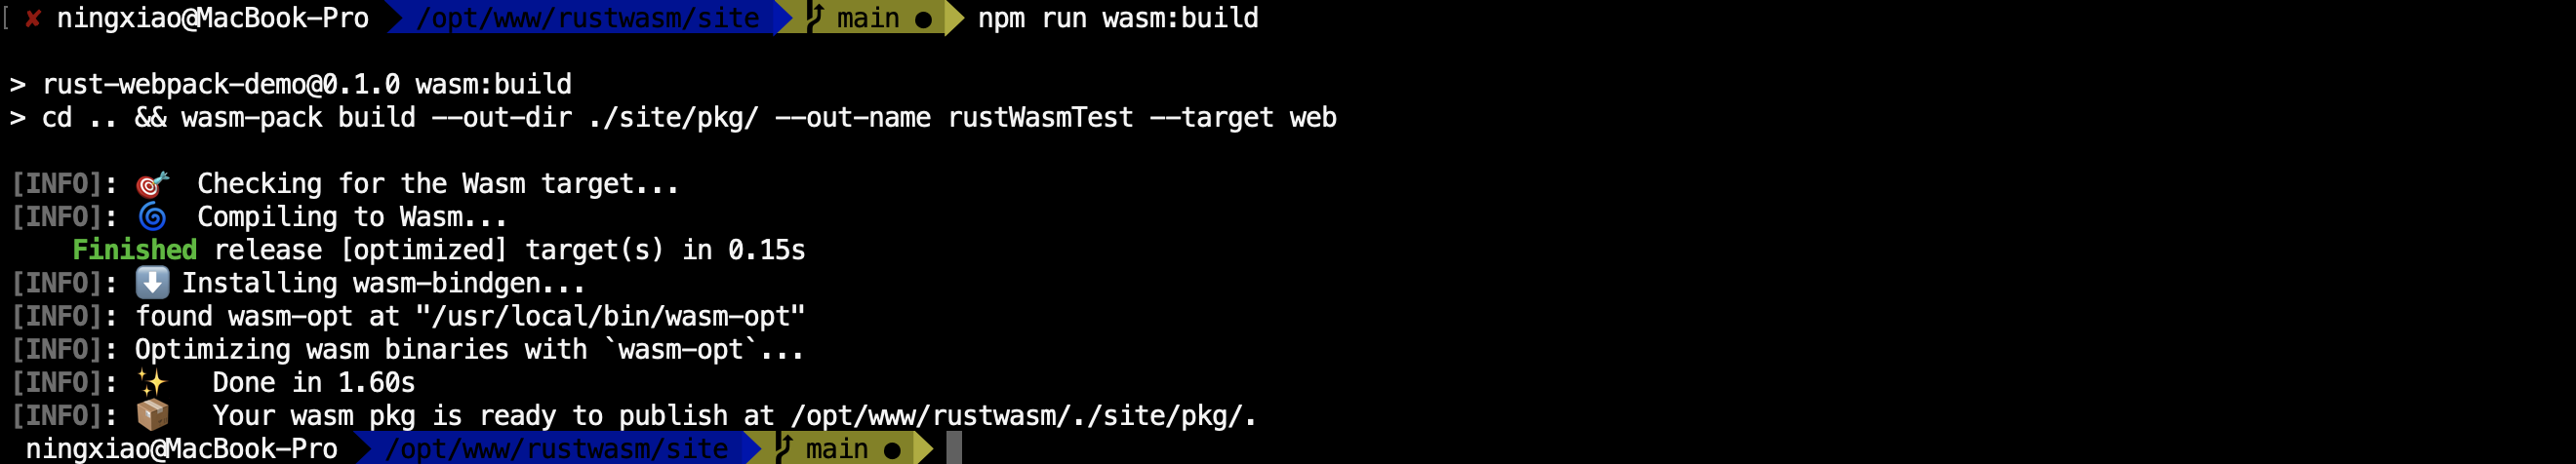 [ ✘ ningxiao@MacBook-Pro /opt/www/rustwasm/site main ● npm run wasm:build
> rust-webpack-demo@0.1.0 wasm:build
> cd .. && wasm-pack build --out-dir ./site/pkg/ --out-name rustWasmTest --target web
[INFO]: 🎯 Checking for the Wasm target...
[INFO]: 🌀 Compiling to Wasm...
Finished release [optimized] target(s) in 0.15s
[INFO]: ⬇️ Installing wasm-bindgen...
[INFO]: found wasm-opt at "/usr/local/bin/wasm-opt"
[INFO]: Optimizing wasm binaries with `wasm-opt`...
[INFO]: ✨ Done in 1.60s
[INFO]: 📦 Your wasm pkg is ready to publish at /opt/www/rustwasm/./site/pkg/.
ningxiao@MacBook-Pro /opt/www/rustwasm/site main ●